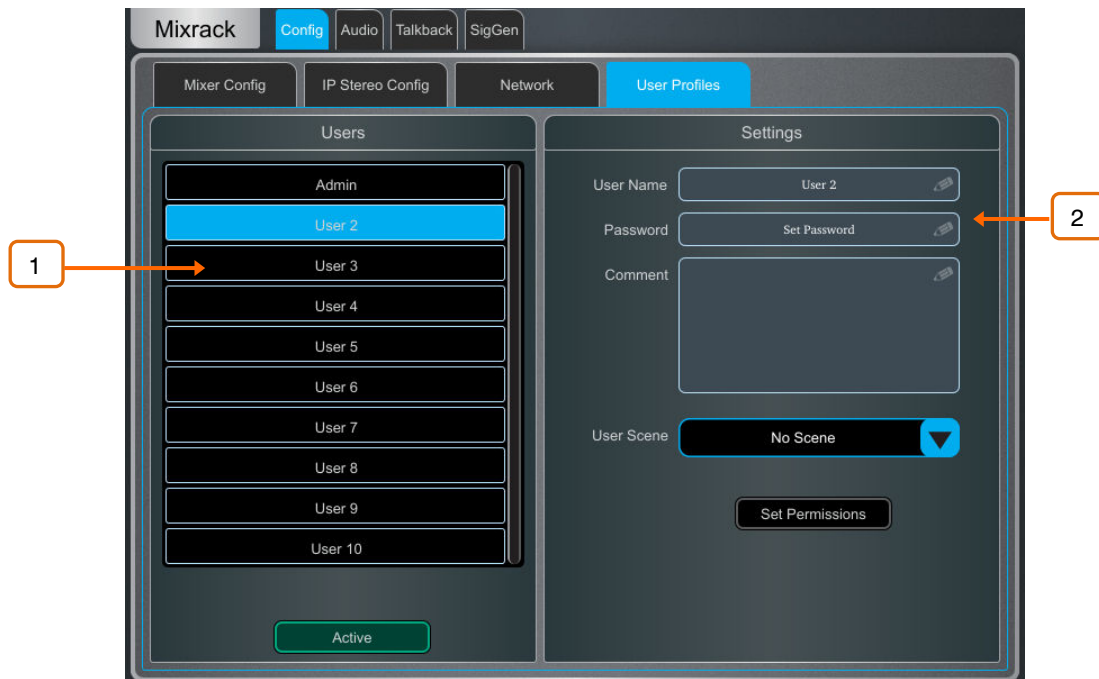 Mixrack Config Audio Talkback SigGen
Mixer Config IP Stereo Config Network User Profiles
Users
Admin
User 2
User 3
User 4
User 5
User 6
User 7
User 8
User 9
User 10
Active
Settings
User Name User 2
Password Set Password
Comment
User Scene No Scene
Set Permissions
1
2